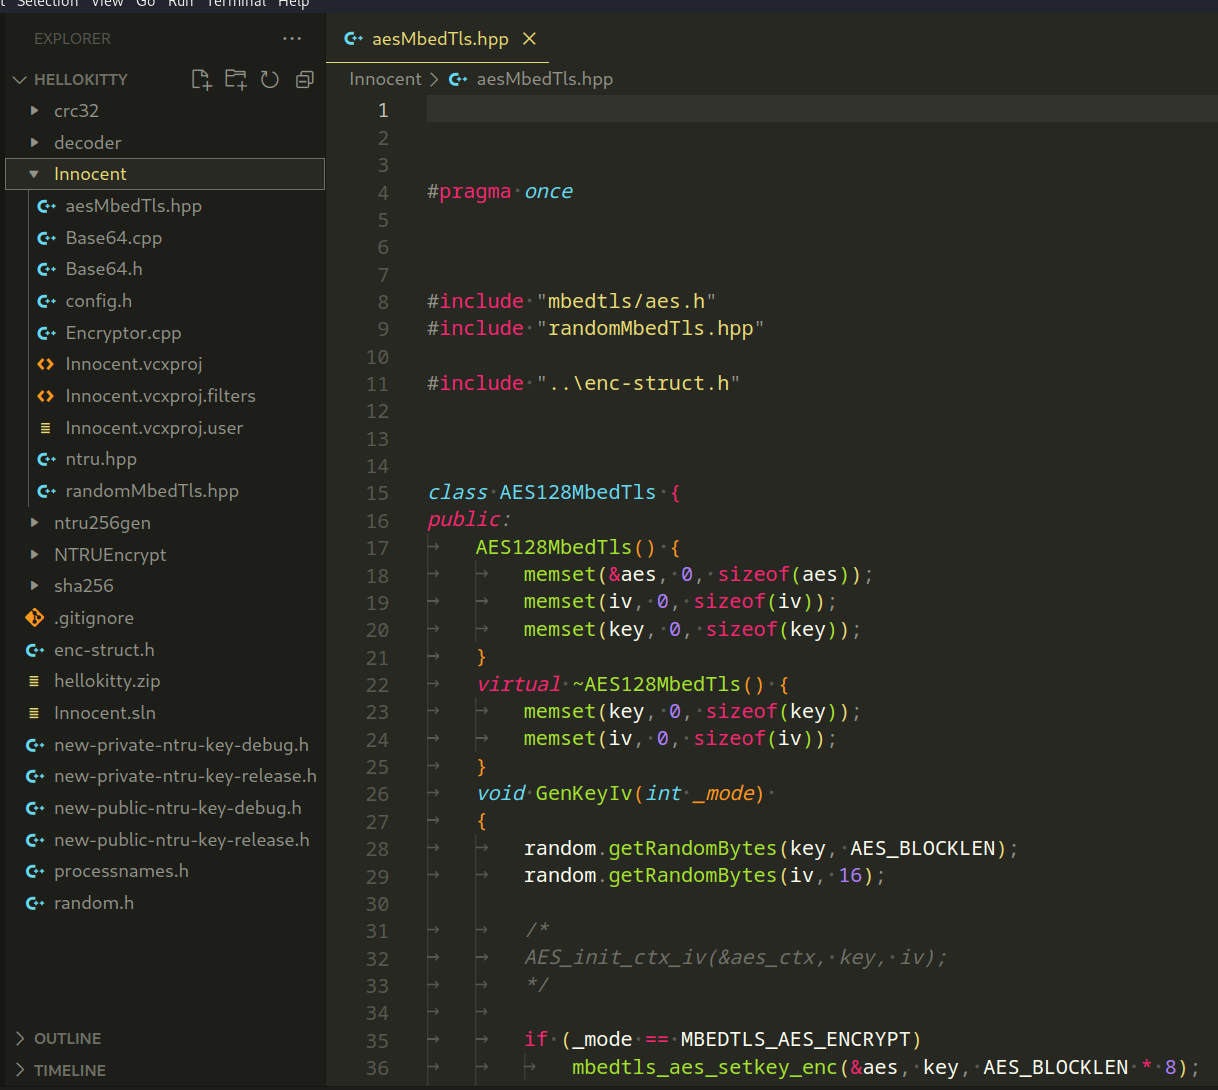 Selection View Go Run Terminal Help
EXPLORER ···
HELLOKITTY
crc32
decoder
Innocent
aesMbedTls.hpp
Base64.cpp
Base64.h
config.h
Encryptor.cpp
Innocent.vcxproj
Innocent.vcxproj.filters
Innocent.vcxproj.user
ntru.hpp
randomMbedTls.hpp
ntru256gen
NTRUEncrypt
sha256
.gitignore
enc-struct.h
hellokitty.zip
Innocent.sln
new-private-ntru-key-debug.h
new-private-ntru-key-release.h
new-public-ntru-key-debug.h
new-public-ntru-key-release.h
processnames.h
random.h
OUTLINE
TIMELINE
aesMbedTls.hpp
Innocent > aesMbedTls.hpp
1
2
3
4 #pragma once
5
6
7
8 #include "mbedtls/aes.h"
9 #include "randomMbedTls.hpp"
10
11 #include "..\enc-struct.h"
12
13
14
15 class AES128MbedTls {
16 public:
17 AES128MbedTls() {
18 memset(&aes, 0, sizeof(aes));
19 memset(iv, 0, sizeof(iv));
20 memset(key, 0, sizeof(key));
21 }
22 virtual ~AES128MbedTls() {
23 memset(key, 0, sizeof(key));
24 memset(iv, 0, sizeof(iv));
25 }
26 void GenKeyIv(int _mode)
27 {
28 random.getRandomBytes(key, AES_BLOCKLEN);
29 random.getRandomBytes(iv, 16);
30
31 /*
32 AES_init_ctx_iv(&aes_ctx, key, iv);
33 */
34
35 if (_mode == MBEDTLS_AES_ENCRYPT)
36 mbedtls_aes_setkey_enc(&aes, key, AES_BLOCKLEN * 8);